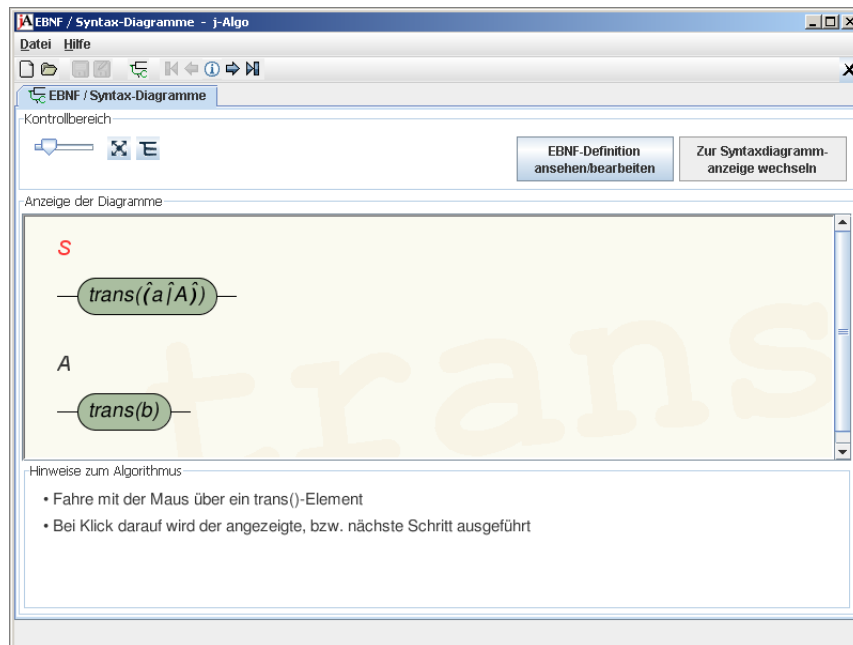 EBNF / Syntax-Diagramme - j-Algo
Datei Hilfe
EBNF / Syntax-Diagramme
Kontrollbereich
EBNF-Definition
ansehen/bearbeiten
Zur Syntaxdiagramm-
anzeige wechseln
Anzeige der Diagramme
S
trans((̂a|̂Â)̂)
A
trans(b)
trans
Hinweise zum Algorithmus
• Fahre mit der Maus über ein trans()-Element
• Bei Klick darauf wird der angezeigte, bzw. nächste Schritt ausgeführt